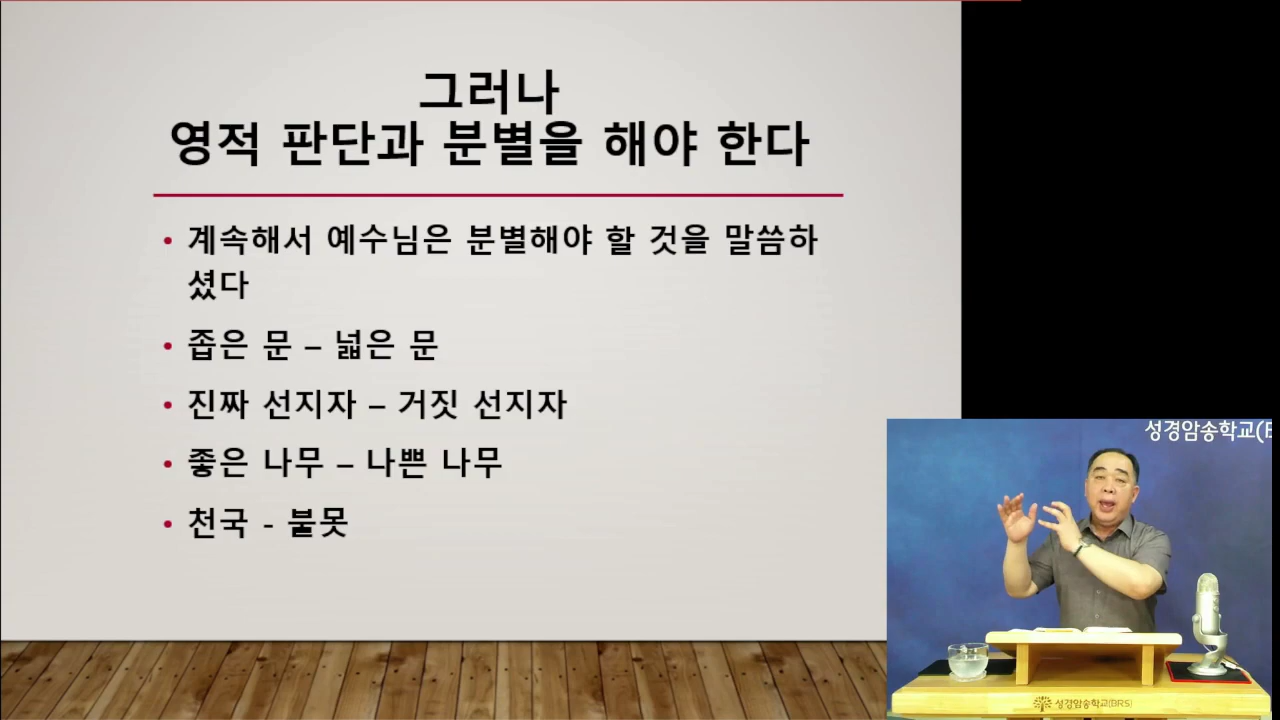 그러나
영적 판단과 분별을 해야 한다
• 계속해서 예수님은 분별해야 할 것을 말씀하
셨다
• 좁은 문 – 넓은 문
• 진짜 선지자 – 거짓 선지자
• 좋은 나무 – 나쁜 나무
• 천국 - 불못
성경암송학교(B
성경암송학교(BRS)